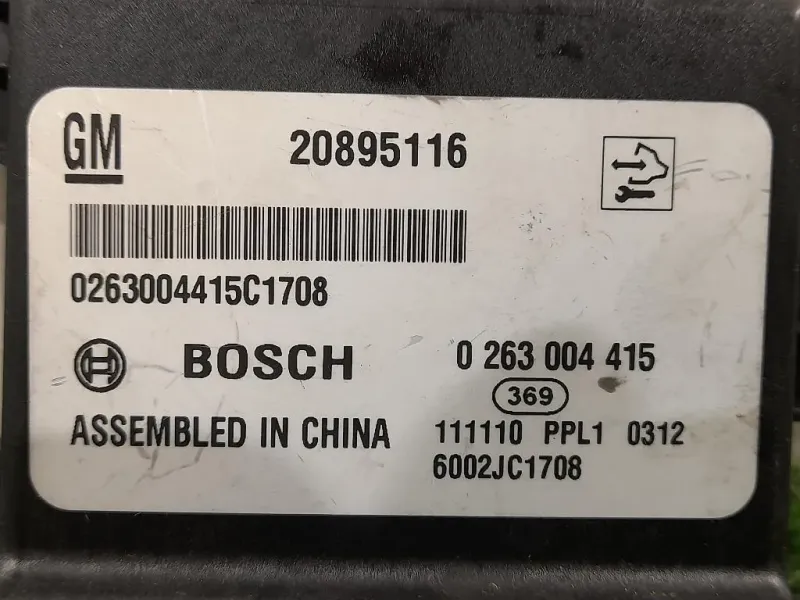 GM 20895116
0263004415C1708
BOSCH 0 263 004 415
369
ASSEMBLED IN CHINA 111110 PPL1 0312
6002JC1708